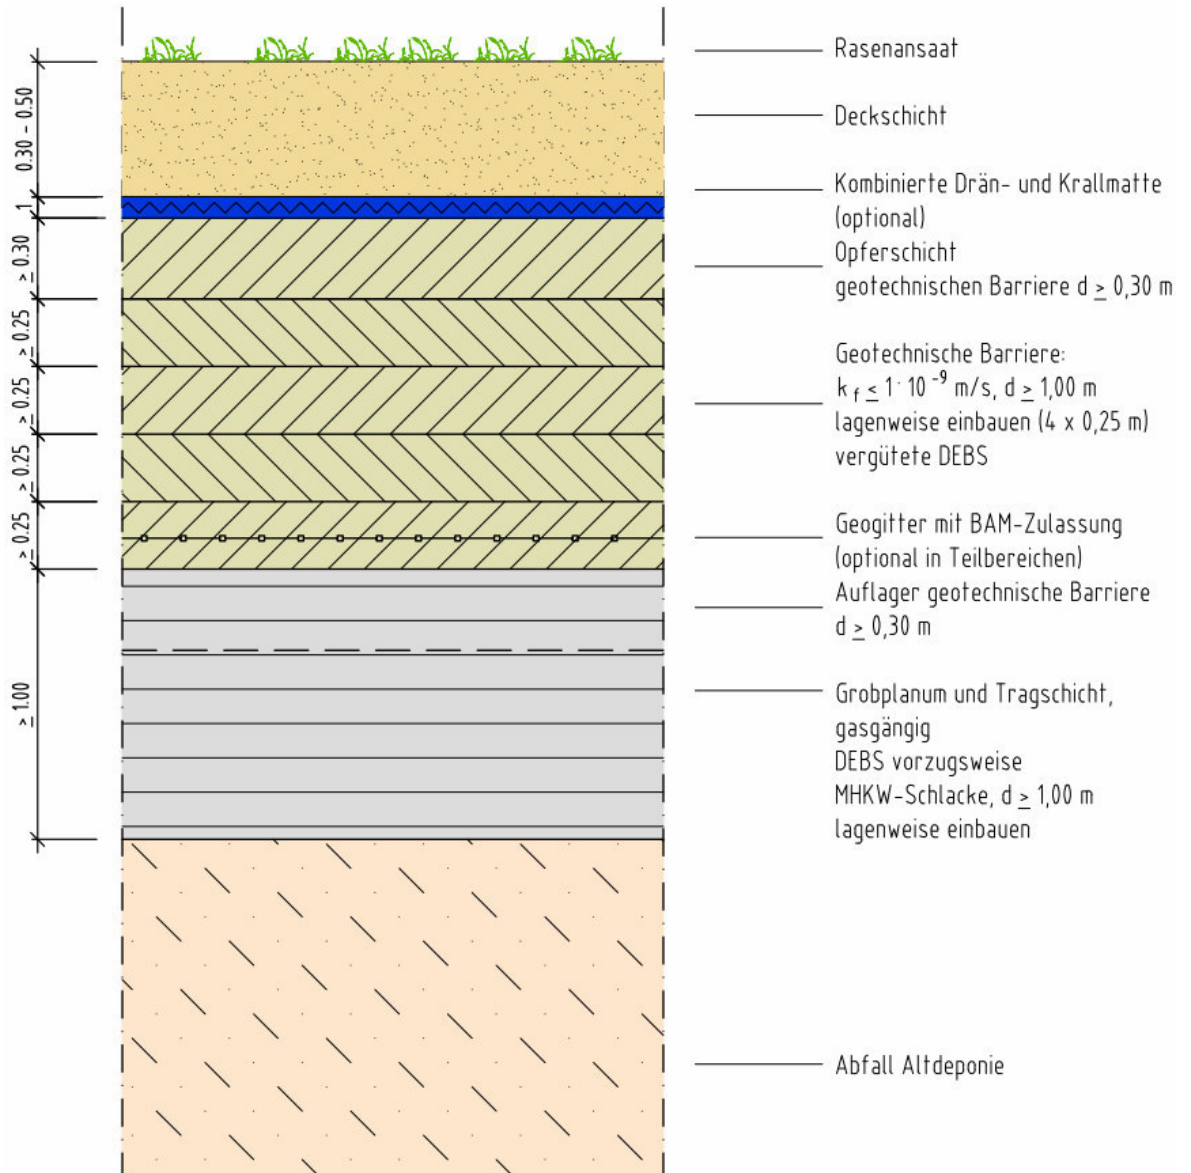 Rasenansaat
Deckschicht
Kombinierte Drän- und Krallmatte
(optional)
Opferschicht
geotechnischen Barriere d ≥ 0,30 m
Geotechnische Barriere:
k f ≤ 1· 10 -9 m/s, d ≥ 1,00 m
lagenweise einbauen (4 x 0,25 m)
vergütete DEBS
Geogitter mit BAM-Zulassung
(optional in Teilbereichen)
Auflager geotechnische Barriere
d ≥ 0,30 m
Grobplanum und Tragschicht,
gasgängig
DEBS vorzugsweise
MHKW-Schlacke, d ≥ 1,00 m
lagenweise einbauen
Abfall Altdeponie
0.30 - 0.50
1
≥ 0.30
≥ 0.25
≥ 0.25
≥ 0.25
≥ 0.25
≥ 1.00